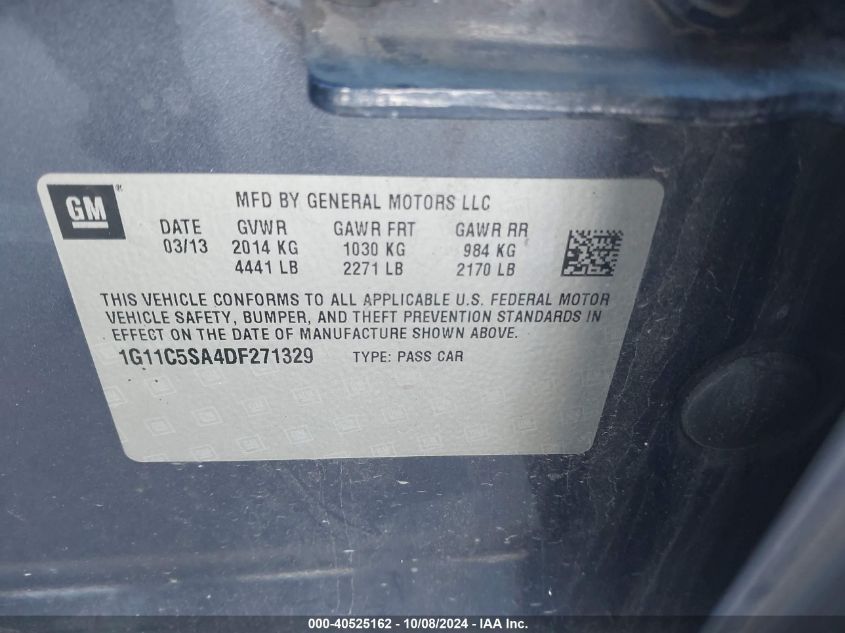 GM®
MFD BY GENERAL MOTORS LLC
DATE GVWR GAWR FRT GAWR RR
03/13 2014 KG 1030 KG 984 KG
4441 LB 2271 LB 2170 LB
THIS VEHICLE CONFORMS TO ALL APPLICABLE U.S. FEDERAL MOTOR
VEHICLE SAFETY, BUMPER, AND THEFT PREVENTION STANDARDS IN
EFFECT ON THE DATE OF MANUFACTURE SHOWN ABOVE.
1G11C5SA4DF271329 TYPE: PASS CAR
000-40525162 - 10/08/2024 - IAA Inc.